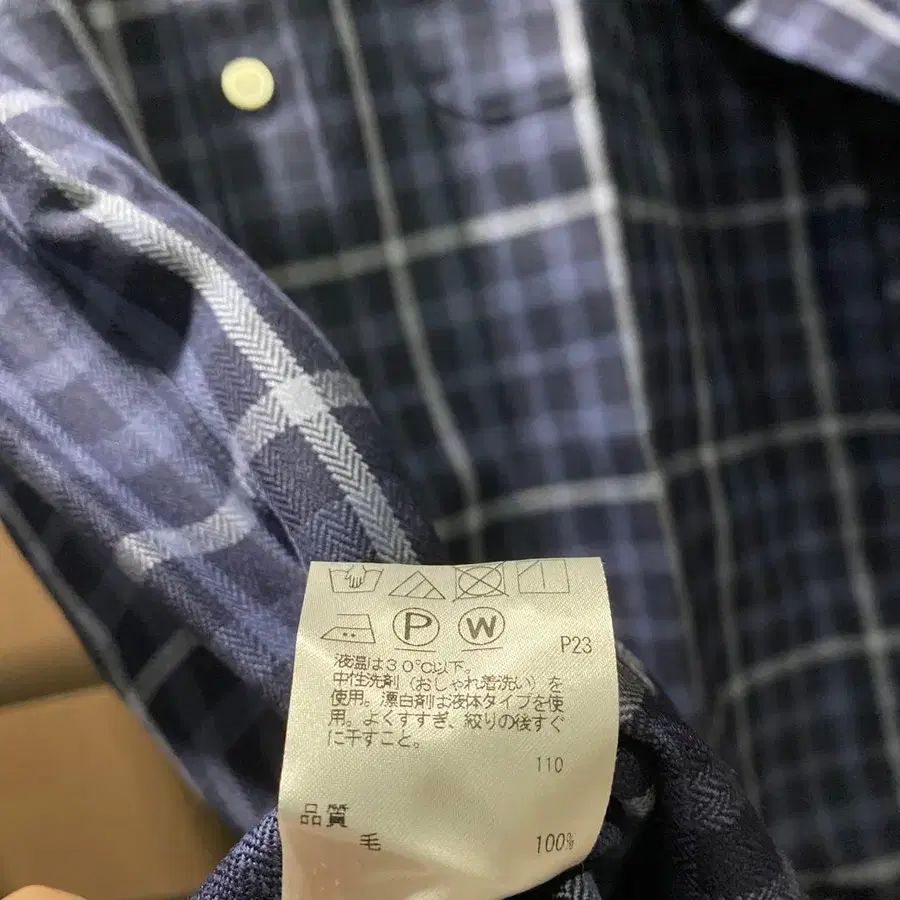 P W P23
液温は30℃以下。
中性洗剤（おしゃれ着洗い）を
使用。漂白剤は液体タイプを使
用。よくすすぎ、絞りの後すぐ
に干すこと。
110
品質
毛 100%